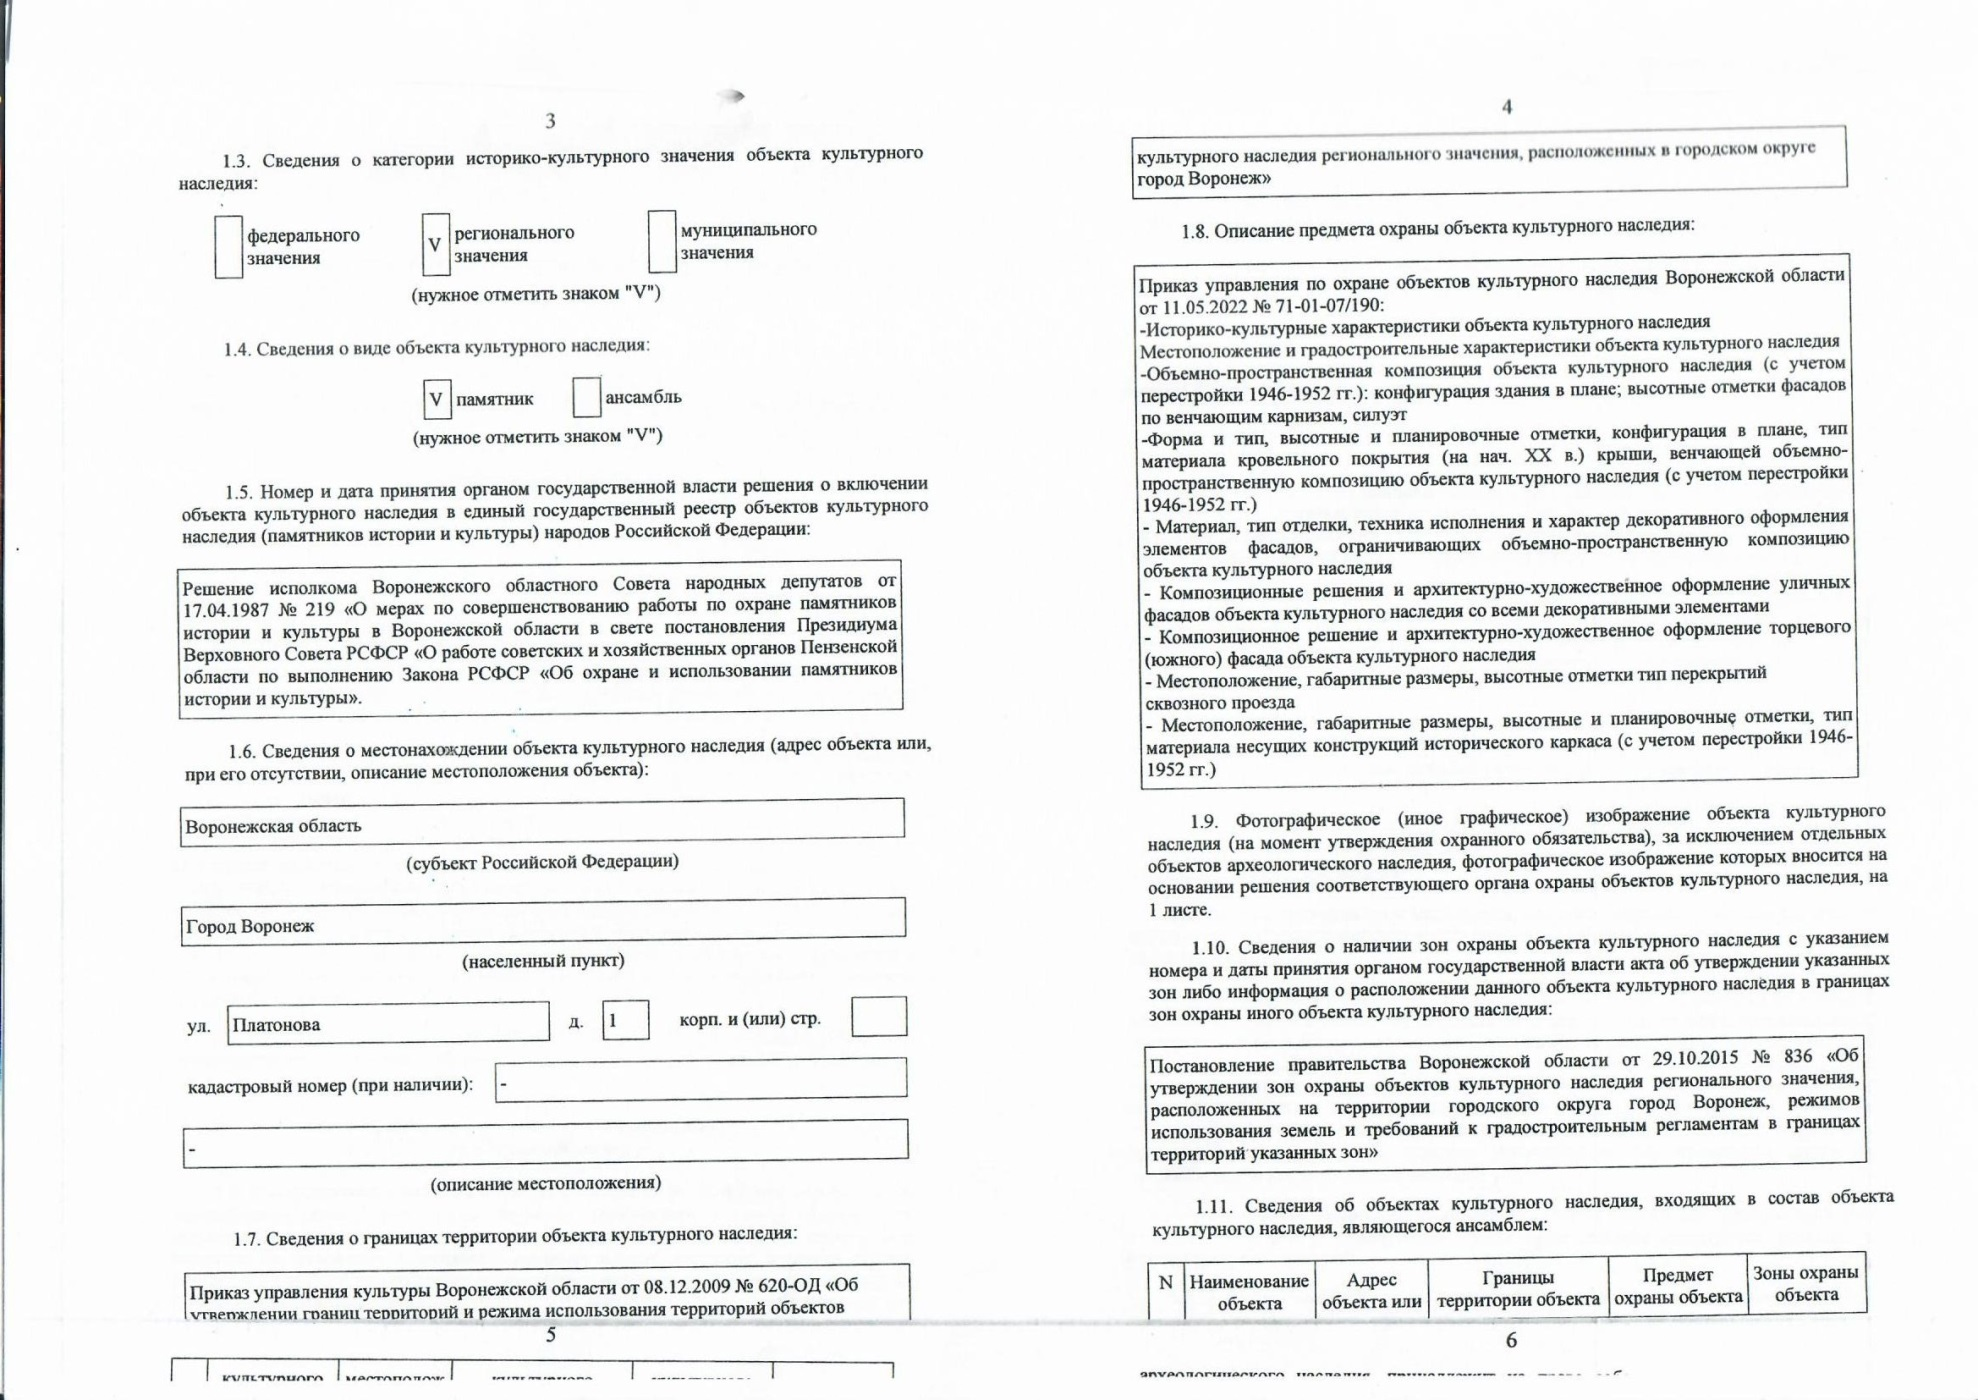 3
1.3. Сведения о категории историко-культурного значения объекта культурного
наследия:
федерального
значения
V
регионального
значения
муниципального
значения
(нужное отметить знаком "V")
1.4. Сведения о виде объекта культурного наследия:
V памятник
ансамбль
(нужное отметить знаком "V")
1.5. Номер и дата принятия органом государственной власти решения о включении
объекта культурного наследия в единый государственный реестр объектов культурного
наследия (памятников истории и культуры) народов Российской Федерации:
Решение исполкома Воронежского областного Совета народных депутатов от
17.04.1987 № 219 «О мерах по совершенствованию работы по охране памятников
истории и культуры в Воронежской области в свете постановления Президиума
Верховного Совета РСФСР «О работе советских и хозяйственных органов Пензенской
области по выполнению Закона РСФСР «Об охране и использовании памятников
истории и культуры».
1.6. Сведения о местонахождении объекта культурного наследия (адрес объекта или,
при его отсутствии, описание местоположения объекта):
Воронежская область
(субъект Российской Федерации)
Город Воронеж
(населенный пункт)
ул. Платонова д. 1 корп. и (или) стр.
кадастровый номер (при наличии): -
-
(описание местоположения)
1.7. Сведения о границах территории объекта культурного наследия:
Приказ управления культуры Воронежской области от 08.12.2009 № 620-ОД «Об
утверждении границ территорий и режима использования территорий объектов
5
культурного местополож культурного
4
культурного наследия регионального значения, расположенных в городском округе
город Воронеж»
1.8. Описание предмета охраны объекта культурного наследия:
Приказ управления по охране объектов культурного наследия Воронежской области
от 11.05.2022 № 71-01-07/190:
-Историко-культурные характеристики объекта культурного наследия
Местоположение и градостроительные характеристики объекта культурного наследия
-Объемно-пространственная композиция объекта культурного наследия (с учетом
перестройки 1946-1952 гг.): конфигурация здания в плане; высотные отметки фасадов
по венчающим карнизам, силуэт
-Форма и тип, высотные и планировочные отметки, конфигурация в плане, тип
материала кровельного покрытия (на нач. XX в.) крыши, венчающей объемно-
пространственную композицию объекта культурного наследия (с учетом перестройки
1946-1952 гг.)
- Материал, тип отделки, техника исполнения и характер декоративного оформления
элементов фасадов, ограничивающих объемно-пространственную композицию
объекта культурного наследия
- Композиционные решения и архитектурно-художественное оформление уличных
фасадов объекта культурного наследия со всеми декоративными элементами
- Композиционное решение и архитектурно-художественное оформление торцевого
(южного) фасада объекта культурного наследия
- Местоположение, габаритные размеры, высотные отметки тип перекрытий
сквозного проезда
- Местоположение, габаритные размеры, высотные и планировочные отметки, тип
материала несущих конструкций исторического каркаса (с учетом перестройки 1946-
1952 гг.)
1.9. Фотографическое (иное графическое) изображение объекта культурного
наследия (на момент утверждения охранного обязательства), за исключением отдельных
объектов археологического наследия, фотографическое изображение которых вносится на
основании решения соответствующего органа охраны объектов культурного наследия, на
1 листе.
1.10. Сведения о наличии зон охраны объекта культурного наследия с указанием
номера и даты принятия органом государственной власти акта об утверждении указанных
зон либо информация о расположении данного объекта культурного наследия в границах
зон охраны иного объекта культурного наследия:
Постановление правительства Воронежской области от 29.10.2015 № 836 «Об
утверждении зон охраны объектов культурного наследия регионального значения,
расположенных на территории городского округа город Воронеж, режимов
использования земель и требований к градостроительным регламентам в границах
территорий указанных зон»
1.11. Сведения об объектах культурного наследия, входящих в состав объекта
культурного наследия, являющегося ансамблем:
N Наименование Адрес Границы Предмет Зоны охраны
объекта объекта или территории объекта охраны объекта объекта
6
археологического наследия,